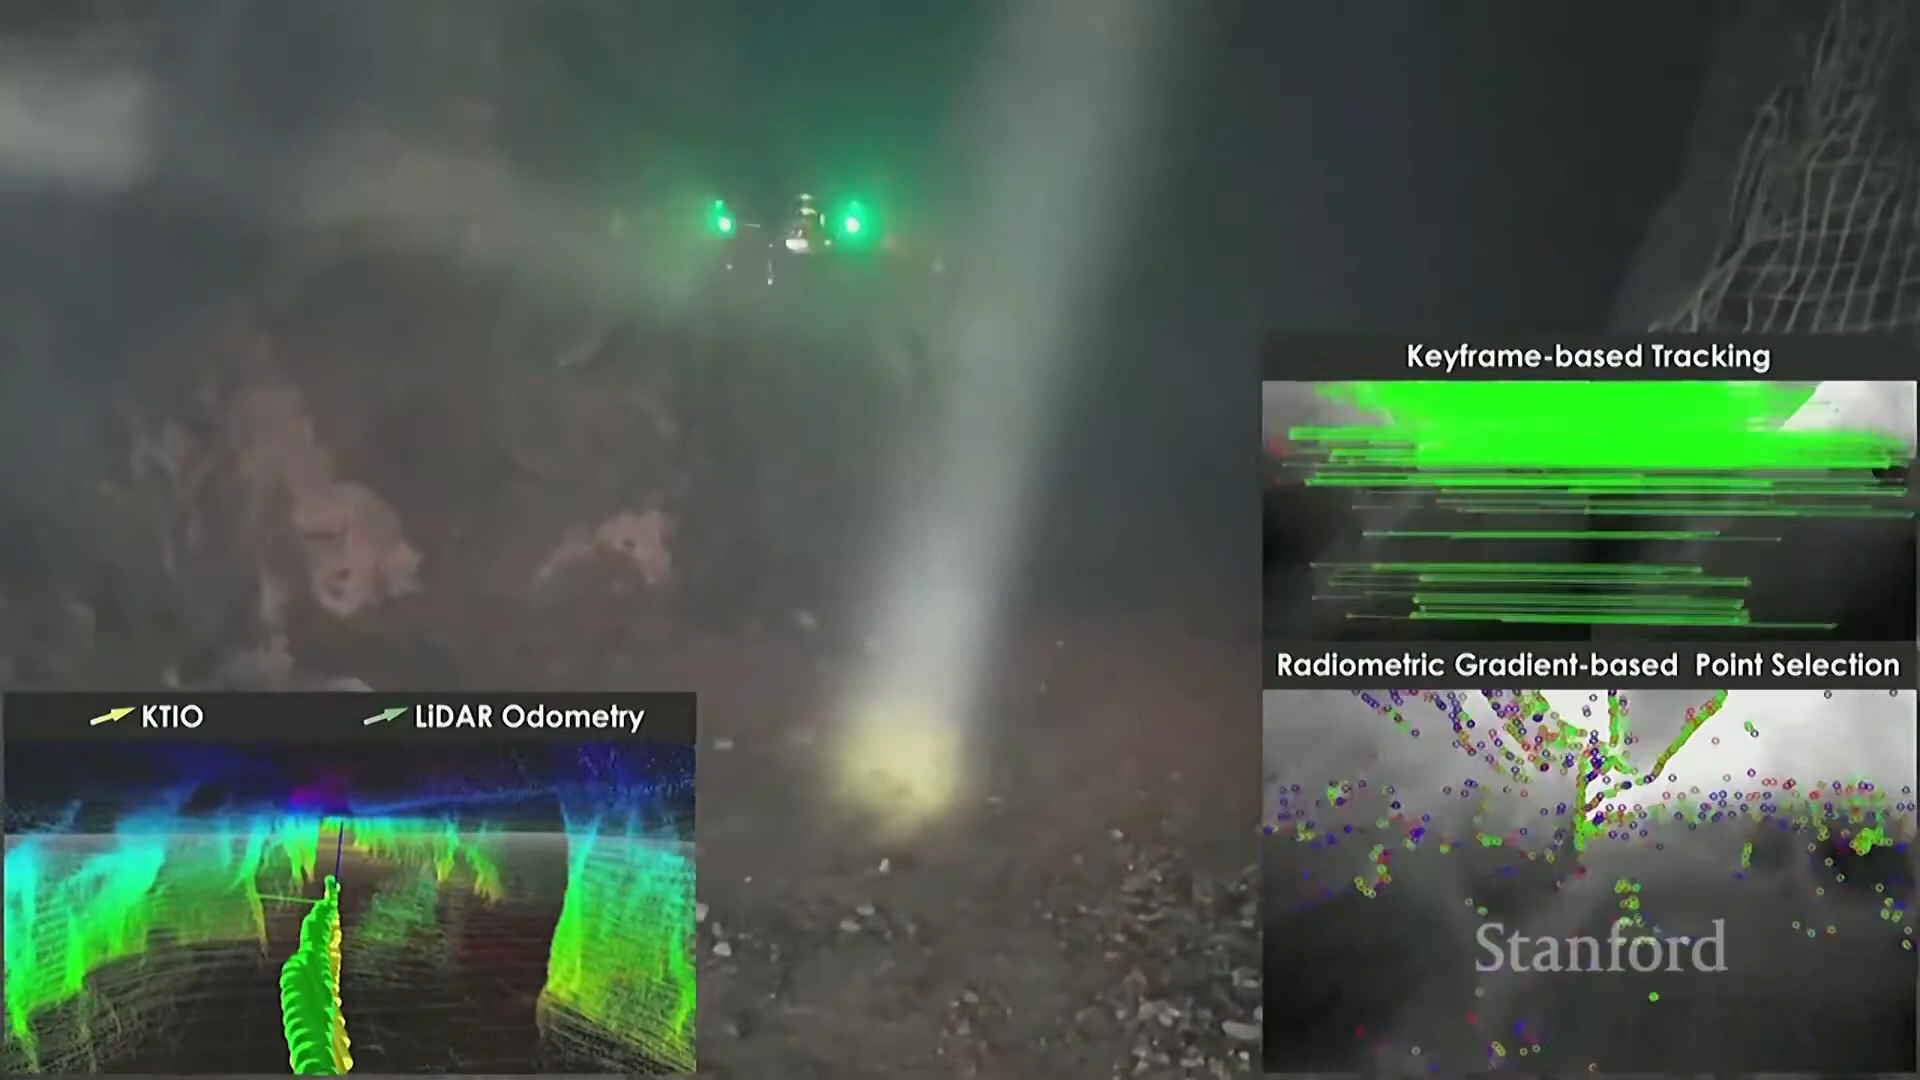 Keyframe-based Tracking
Radiometric Gradient-based Point Selection
KTIO
LiDAR Odometry
Stanford